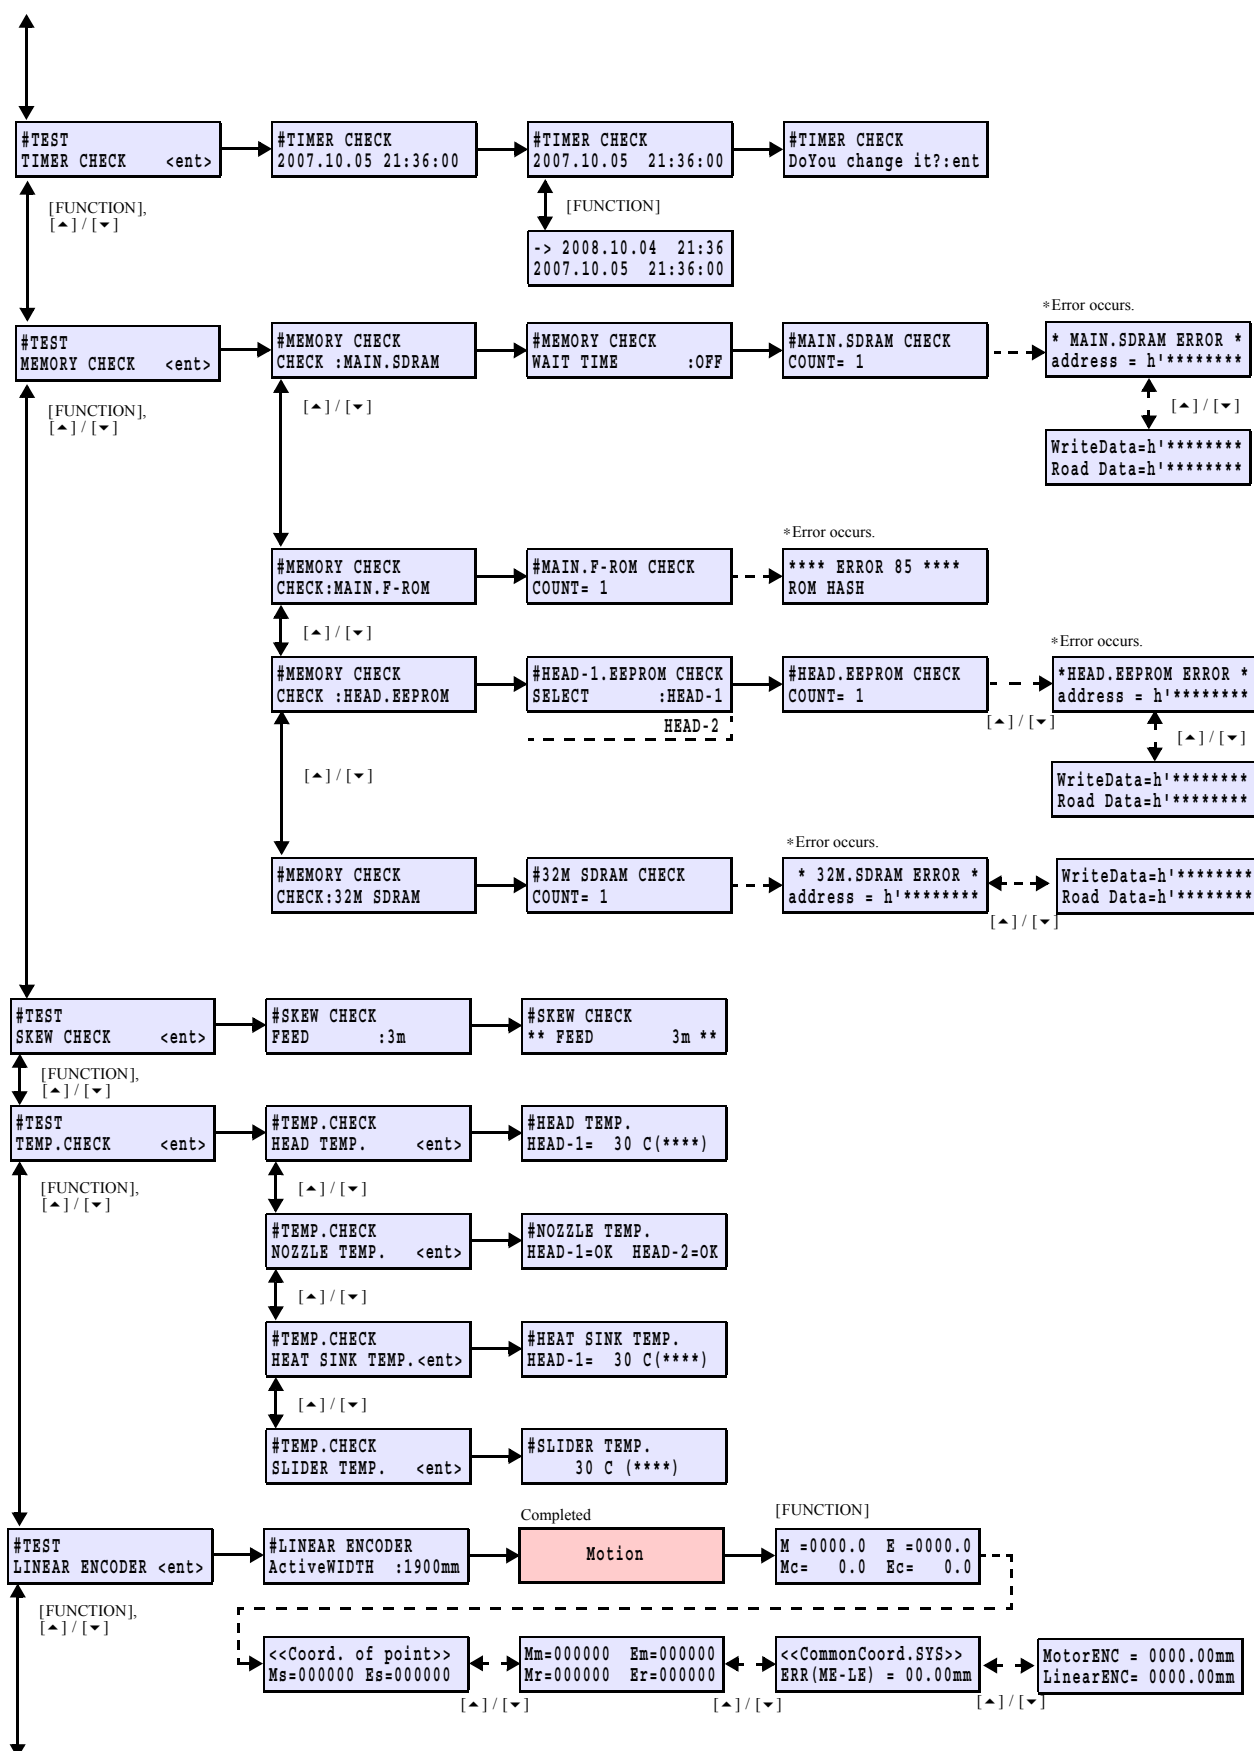 #TEST
TIMER CHECK <ent>
#TIMER CHECK
2007.10.05 21:36:00
#TIMER CHECK
2007.10.05 21:36:00
#TIMER CHECK
DoYou change it?:ent
[FUNCTION],
[▲] / [▼]
[FUNCTION]
-> 2008.10.04 21:36
2007.10.05 21:36:00
*Error occurs.
#TEST
MEMORY CHECK <ent>
#MEMORY CHECK
CHECK :MAIN.SDRAM
#MEMORY CHECK
WAIT TIME :OFF
#MAIN.SDRAM CHECK
COUNT= 1
* MAIN.SDRAM ERROR *
address = h'********
[FUNCTION],
[▲] / [▼]
[▲] / [▼]
[▲] / [▼]
WriteData=h'********
Road Data=h'********
*Error occurs.
#MEMORY CHECK
CHECK:MAIN.F-ROM
#MAIN.F-ROM CHECK
COUNT= 1
**** ERROR 85 ****
ROM HASH
[▲] / [▼]
*Error occurs.
#MEMORY CHECK
CHECK :HEAD.EEPROM
#HEAD-1.EEPROM CHECK
SELECT :HEAD-1
HEAD-2
#HEAD.EEPROM CHECK
COUNT= 1
*HEAD.EEPROM ERROR *
address = h'********
[▲] / [▼]
[▲] / [▼]
[▲] / [▼]
WriteData=h'********
Road Data=h'********
*Error occurs.
#MEMORY CHECK
CHECK:32M SDRAM
#32M SDRAM CHECK
COUNT= 1
* 32M.SDRAM ERROR *
address = h'********
WriteData=h'********
Road Data=h'********
[▲] / [▼]
#TEST
SKEW CHECK <ent>
#SKEW CHECK
FEED :3m
#SKEW CHECK
** FEED 3m **
[FUNCTION],
[▲] / [▼]
#TEST
TEMP.CHECK <ent>
#TEMP.CHECK
HEAD TEMP. <ent>
#HEAD TEMP.
HEAD-1= 30 C(****)
[FUNCTION],
[▲] / [▼]
[▲] / [▼]
#TEMP.CHECK
NOZZLE TEMP. <ent>
#NOZZLE TEMP.
HEAD-1=OK HEAD-2=OK
[▲] / [▼]
#TEMP.CHECK
HEAT SINK TEMP.<ent>
#HEAT SINK TEMP.
HEAD-1= 30 C(****)
[▲] / [▼]
#TEMP.CHECK
SLIDER TEMP. <ent>
#SLIDER TEMP.
30 C (****)
Completed
[FUNCTION]
#TEST
LINEAR ENCODER <ent>
#LINEAR ENCODER
ActiveWIDTH :1900mm
Motion
M =0000.0 E =0000.0
Mc= 0.0 Ec= 0.0
[FUNCTION],
[▲] / [▼]
<<Coord. of point>>
Ms=000000 Es=000000
Mm=000000 Em=000000
Mr=000000 Er=000000
<<CommonCoord.SYS>>
ERR(ME-LE) = 00.00mm
MotorENC = 0000.00mm
LinearENC= 0000.00mm
[▲] / [▼]
[▲] / [▼]
[▲] / [▼]